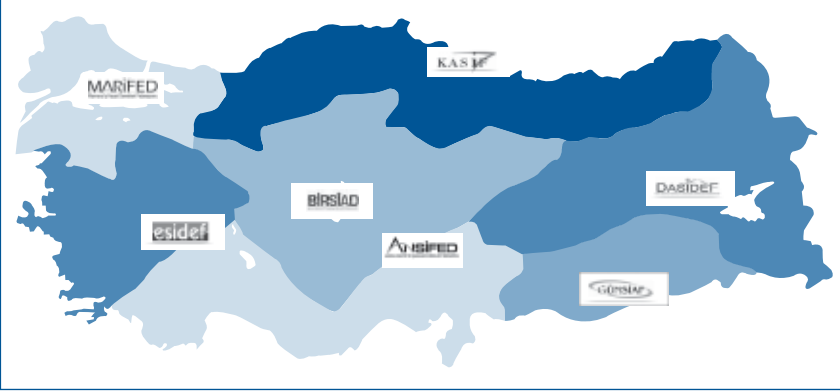 KASİF
MARİFED
DASİDEF
BİRSİAD
esidef
ANSİFED
GÜNSİAF